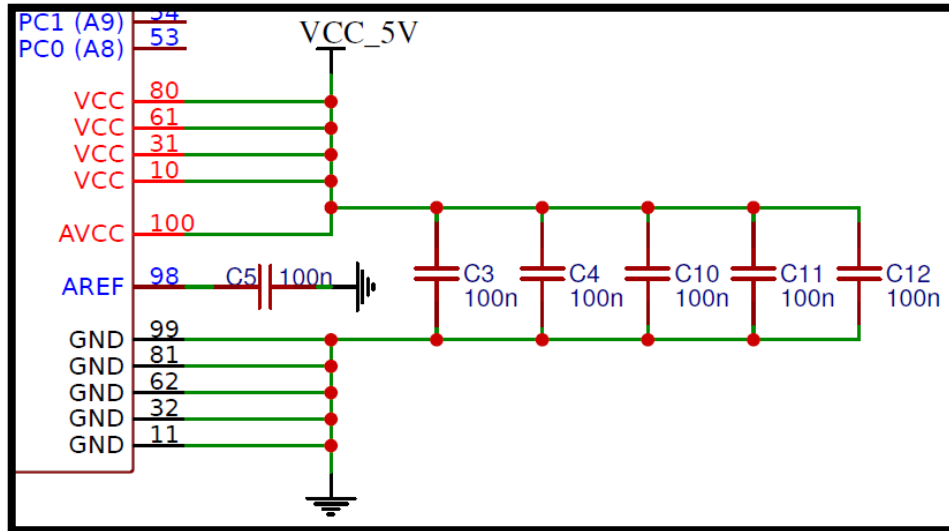 PC1 (A9) 54
PC0 (A8) 53
VCC_5V
VCC 80
VCC 61
VCC 31
VCC 10
AVCC 100
AREF 98 C5 100n
C3 C4 C10 C11 C12
100n 100n 100n 100n 100n
GND 99
GND 81
GND 62
GND 32
GND 11